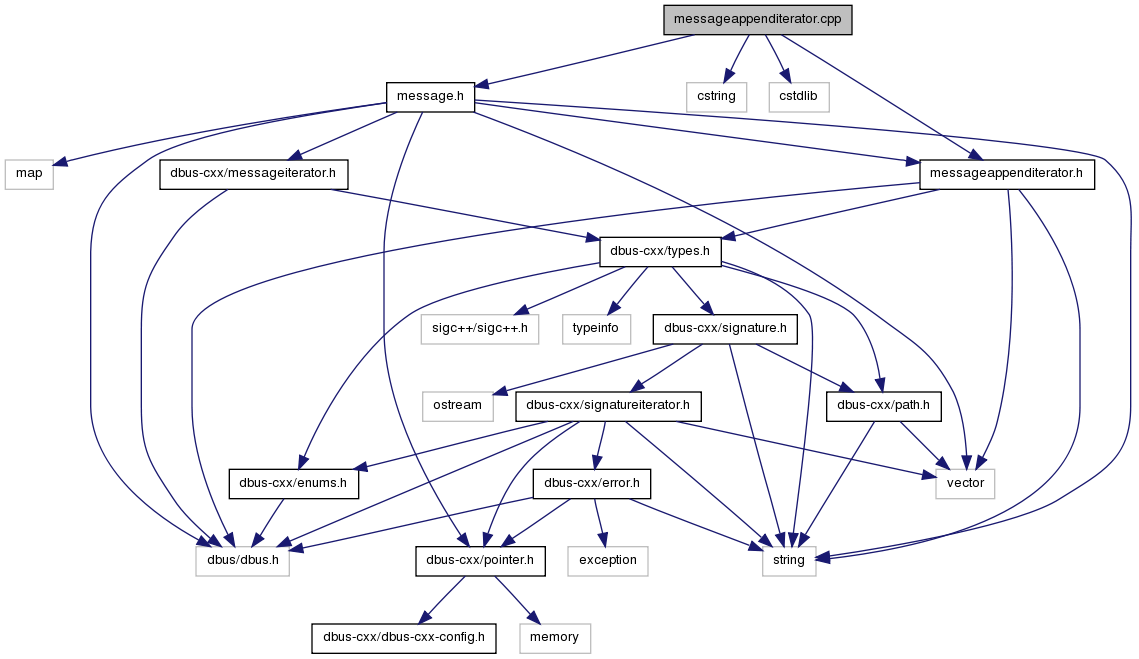 messageappenditerator.cpp
message.h
cstring
cstdlib
map
dbus-cxx/messageiterator.h
messageappenditerator.h
dbus-cxx/types.h
sigc++/sigc++.h
typeinfo
dbus-cxx/signature.h
ostream
dbus-cxx/signatureiterator.h
dbus-cxx/path.h
dbus-cxx/enums.h
dbus-cxx/error.h
vector
dbus/dbus.h
dbus-cxx/pointer.h
exception
string
dbus-cxx/dbus-cxx-config.h
memory